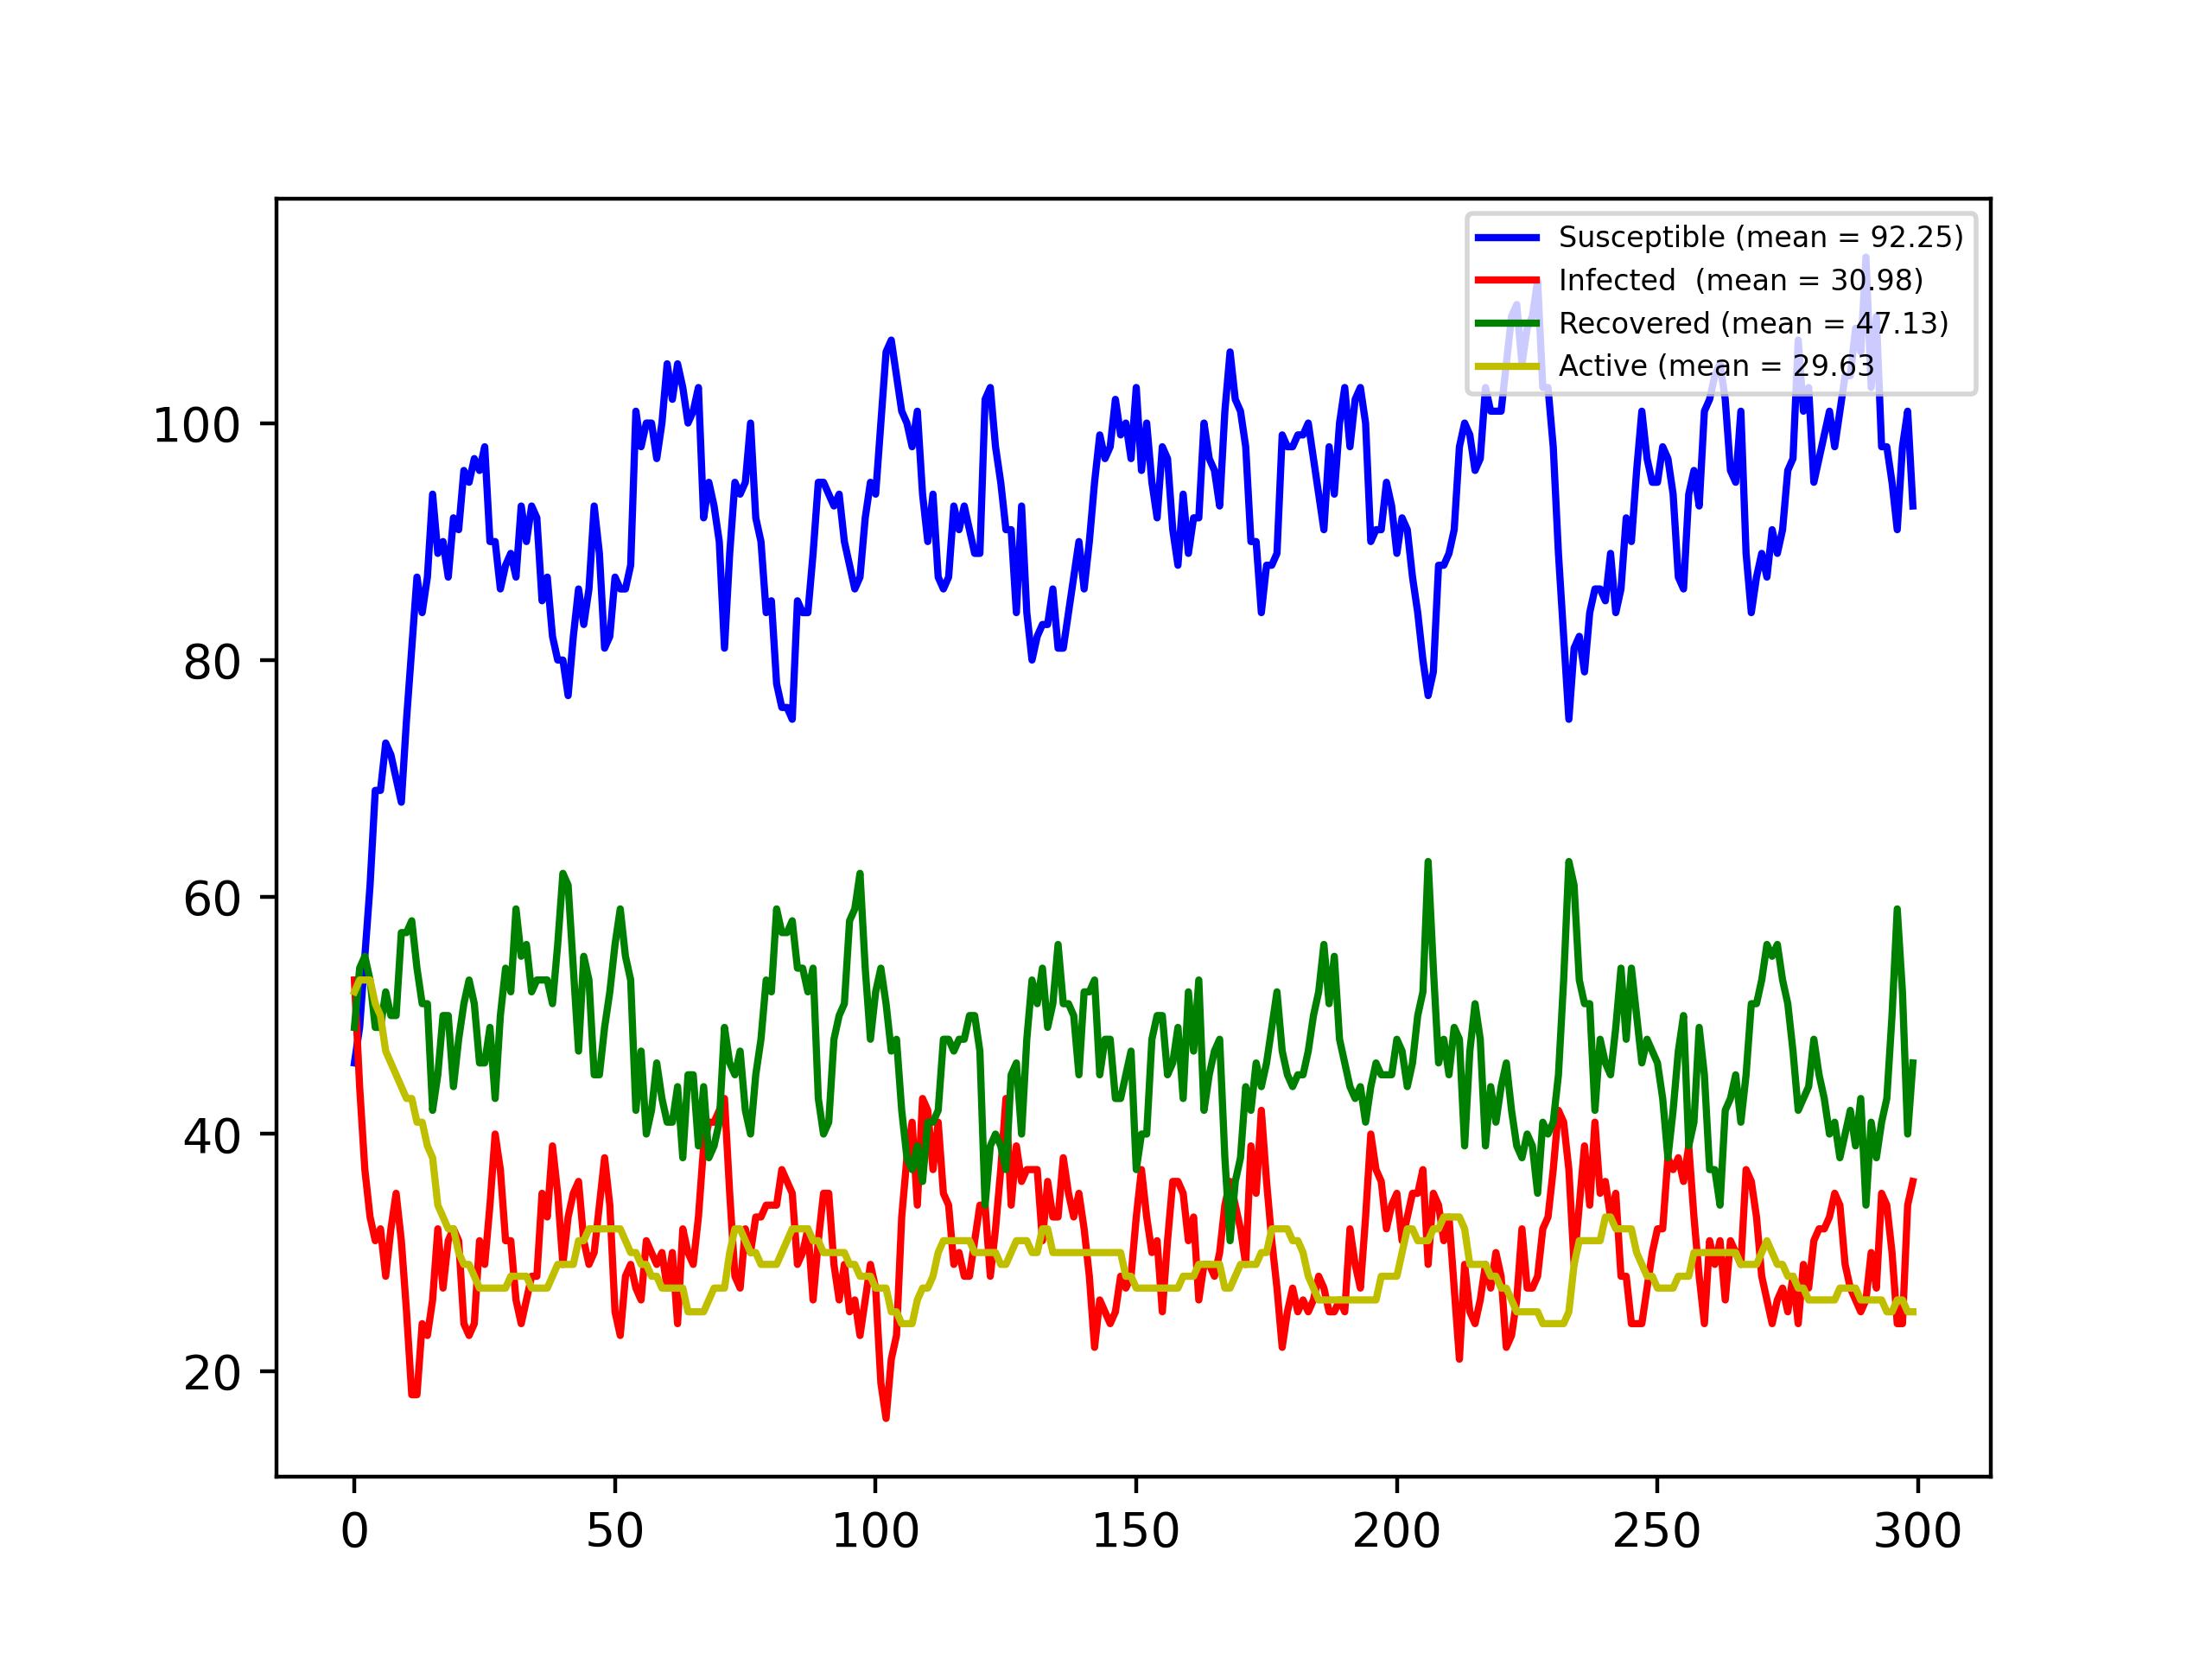 Susceptible (mean = 92.25)
Infected  (mean = 30.98)
Recovered (mean = 47.13)
Active (mean = 29.63
100
80
60
40
20
0 50 100 150 200 250 300